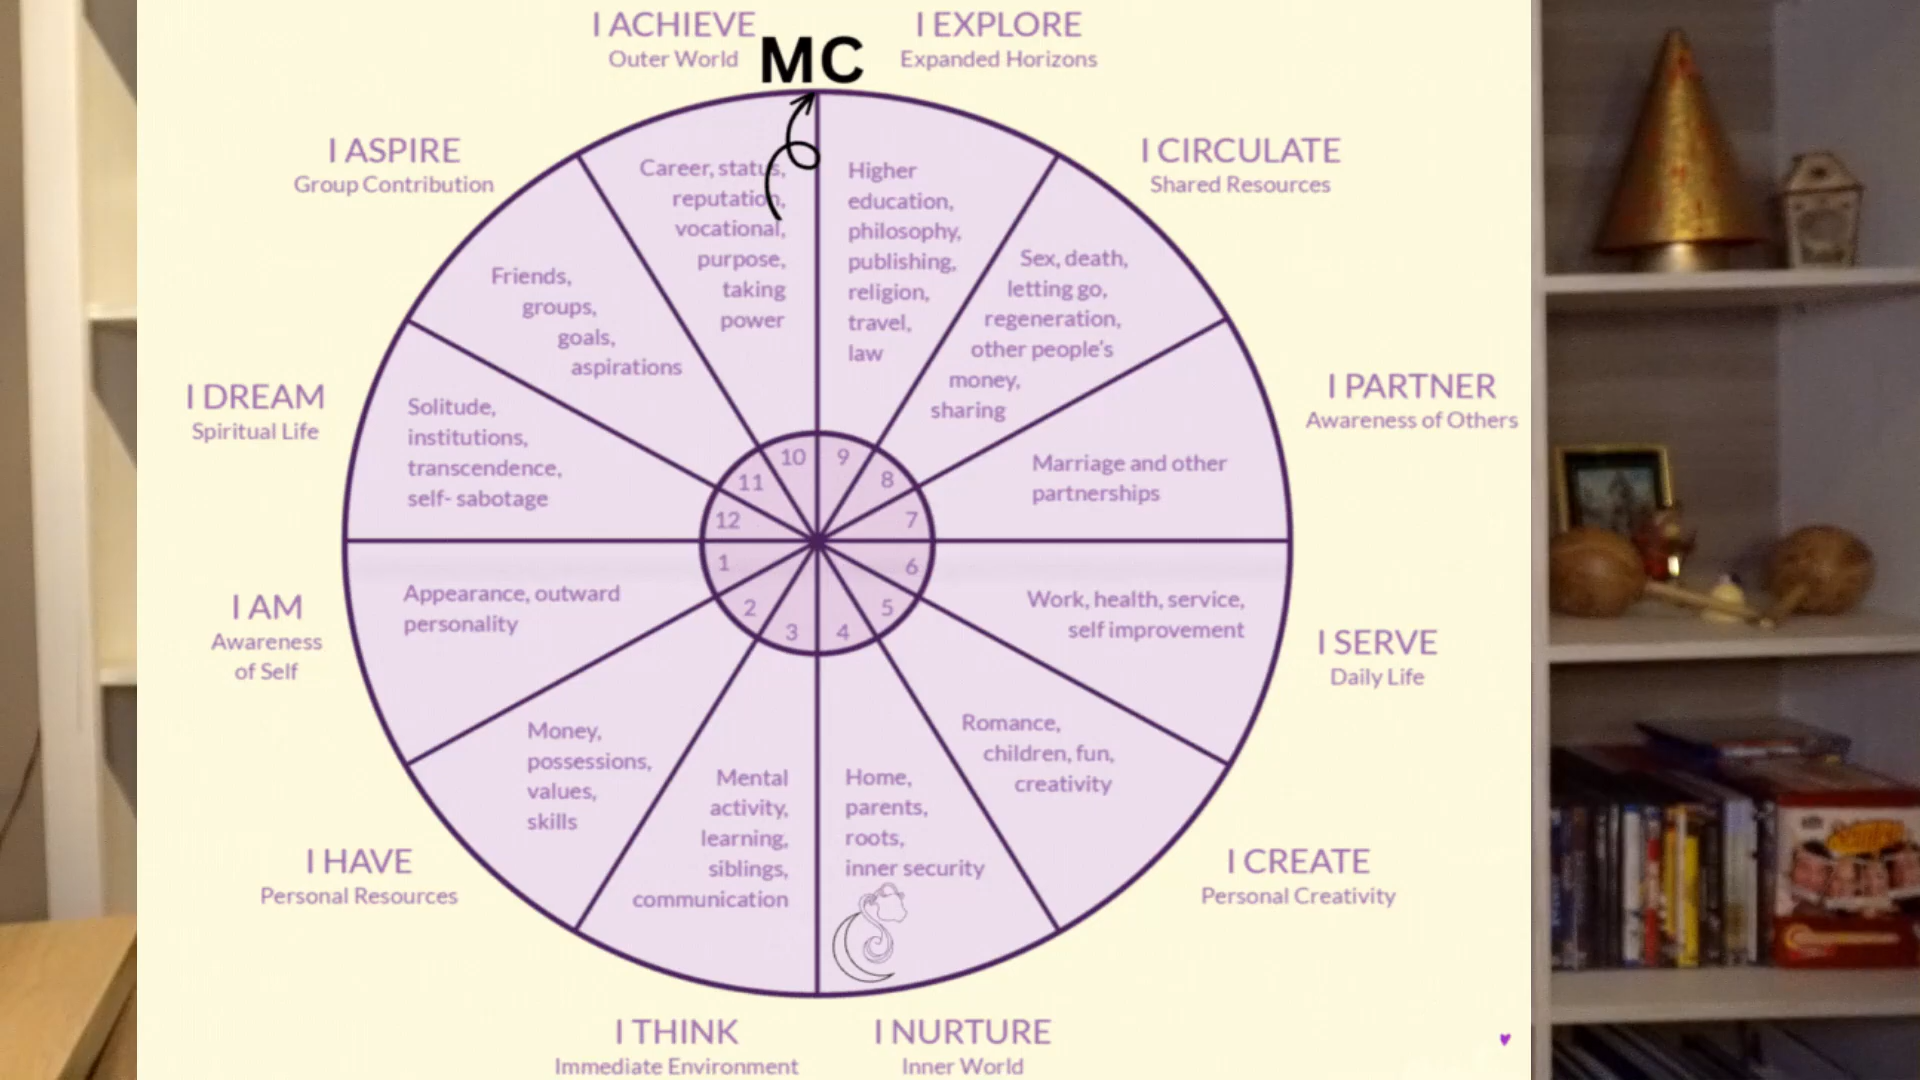 I ACHIEVE
Outer World
MC
I EXPLORE
Expanded Horizons
I ASPIRE
Group Contribution
Career, status,
reputation,
vocational,
purpose,
taking
power
Higher
education,
philosophy,
publishing,
religion,
travel,
law
I CIRCULATE
Shared Resources
Friends,
groups,
goals,
aspirations
Sex, death,
letting go,
regeneration,
other people's
money,
sharing
I DREAM
Spiritual Life
Solitude,
institutions,
transcendence,
self- sabotage
Marriage and other
partnerships
I PARTNER
Awareness of Others
10
9
11
8
12
7
1
6
2
5
3
4
I AM
Awareness
of Self
Appearance, outward
personality
Work, health, service,
self improvement
I SERVE
Daily Life
Money,
possessions,
values,
skills
Mental
activity,
learning,
siblings,
communication
Home,
parents,
roots,
inner security
Romance,
children, fun,
creativity
I HAVE
Personal Resources
I CREATE
Personal Creativity
I THINK
Immediate Environment
I NURTURE
Inner World